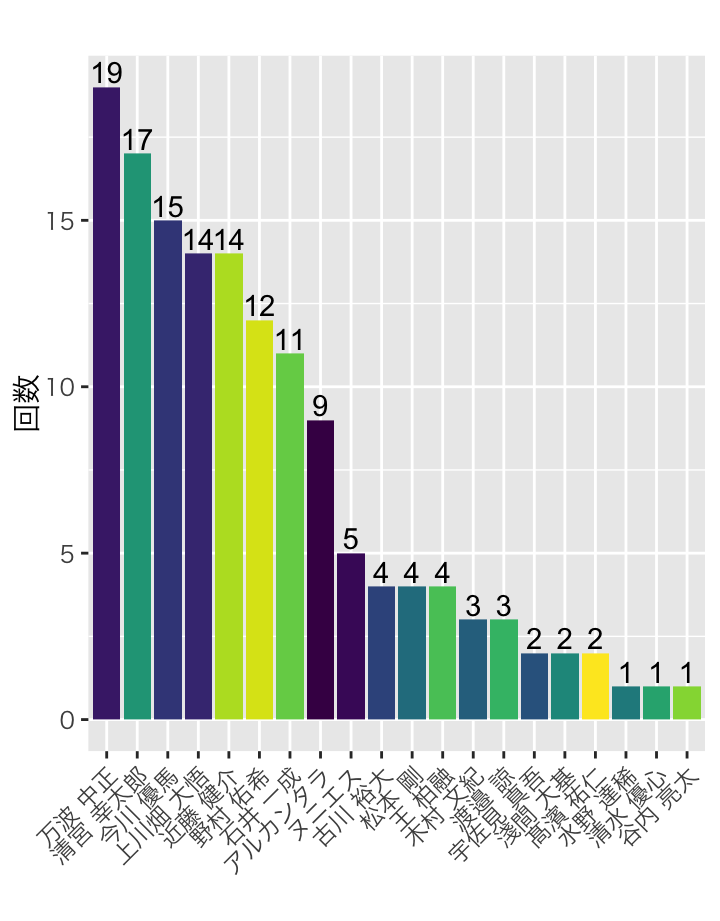 19
17
15
14
14
12
11
9
5
4
4
4
3
3
2
2
2
1
1
1
15
10
5
0
回数
万波 中正
清宮 幸太郎
今川 優馬
上川畑 大悟
近藤 健介
野村 佑希
石井 一成
アルカンタラ
ヌニエス
古川 裕大
松本 剛
王 柏融
木村 文紀
渡邉 諒
宇佐見 真吾
淺間 大基
髙濱 祐仁
水野 達稀
清水 優心
谷内 亮太